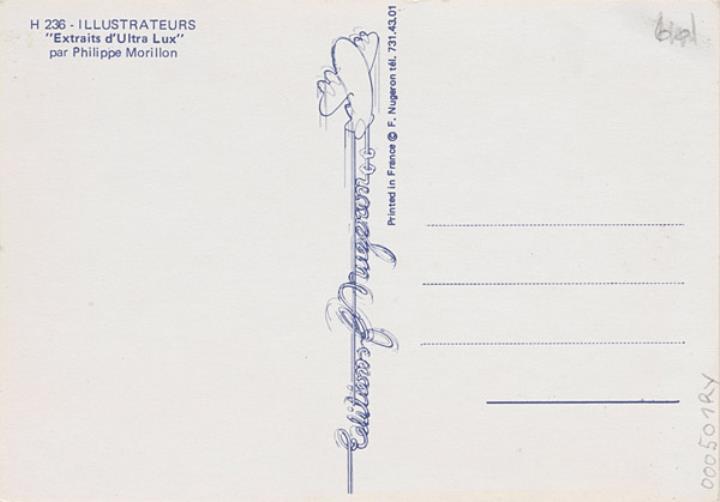 H 236 - ILLUSTRATEURS
"Extraits d'Ultra Lux"
par Philippe Morillon
Editions F. Nugeron
Printed in France © F. Nugeron tél. 731.43.01
000501RY